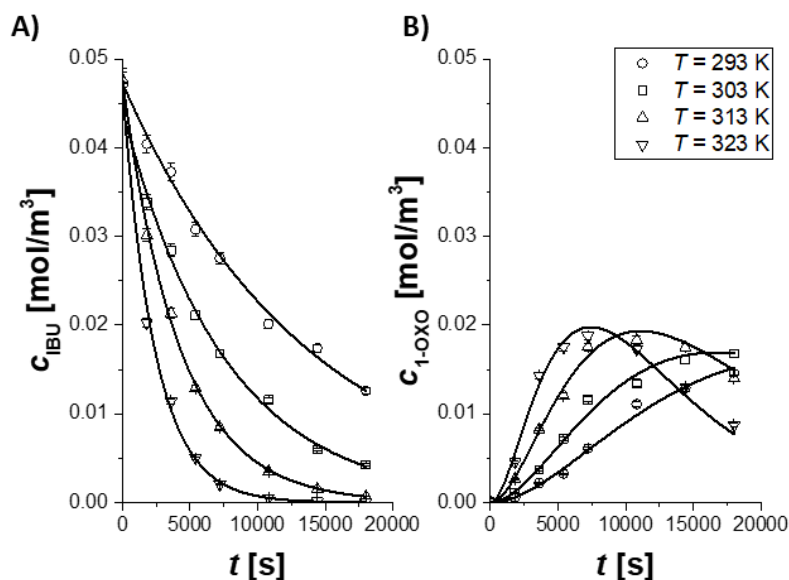 A)
B)
T = 293 K
T = 303 K
T = 313 K
T = 323 K
0.05
0.04
0.03
0.02
0.01
0.00
c_IBU [mol/m³]
0 5000 10000 15000 20000
t [s]
0.05
0.04
0.03
0.02
0.01
0.00
c_1-OXO [mol/m³]
0 5000 10000 15000 20000
t [s]